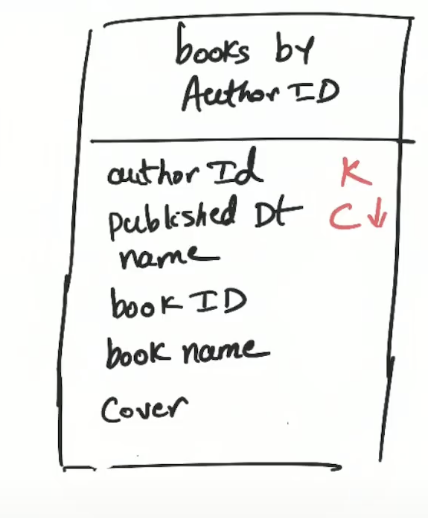 books by
Author ID
author Id K
published Dt C↓
name
book ID
book name
Cover